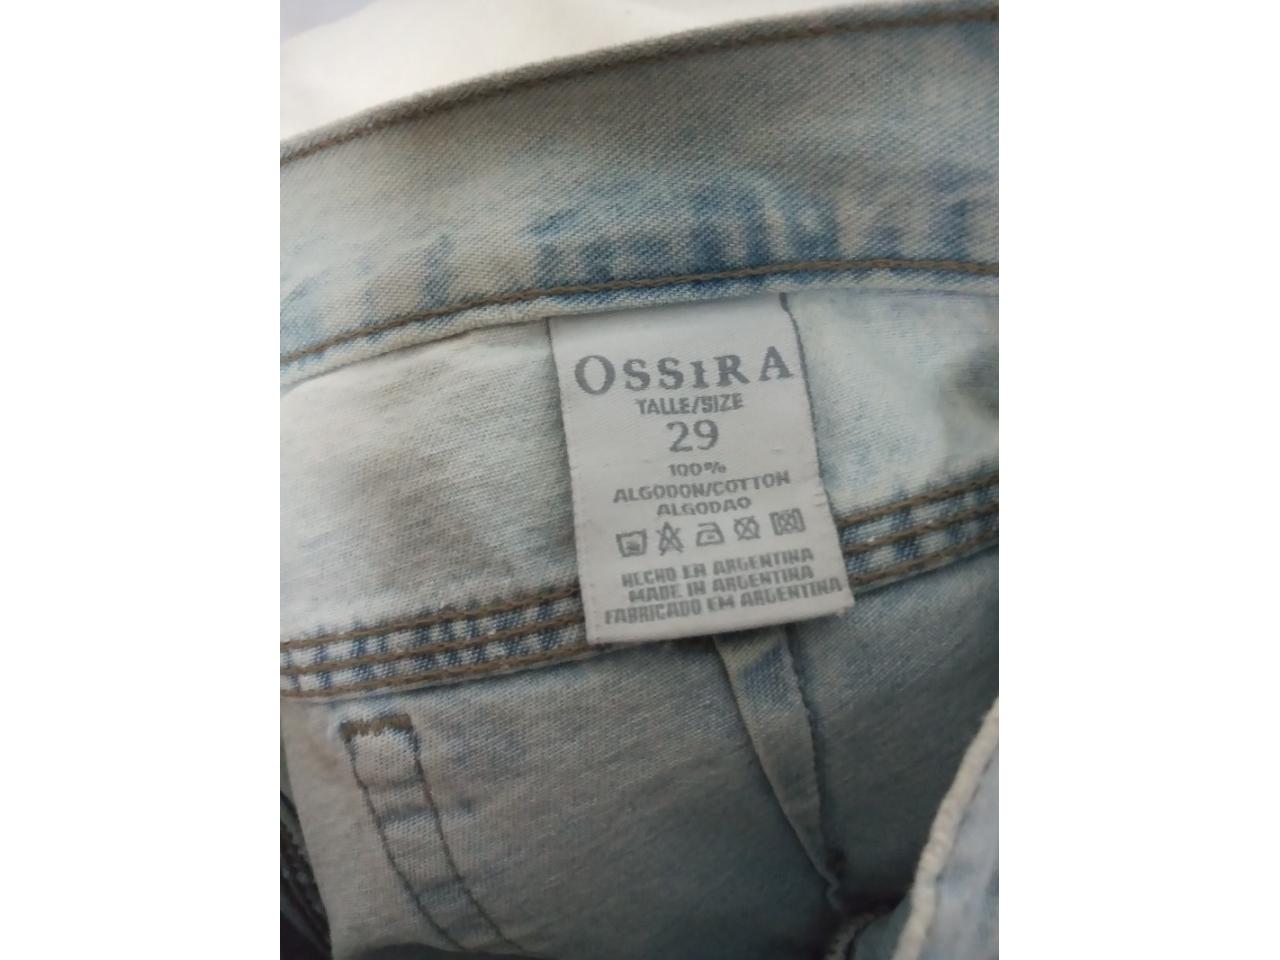 OSSIRA
TALLE/SIZE
29
100%
ALGODON/COTTON
ALGODAO
HECHO EN ARGENTINA
MADE IN ARGENTINA
FABRICADO EM ARGENTINA